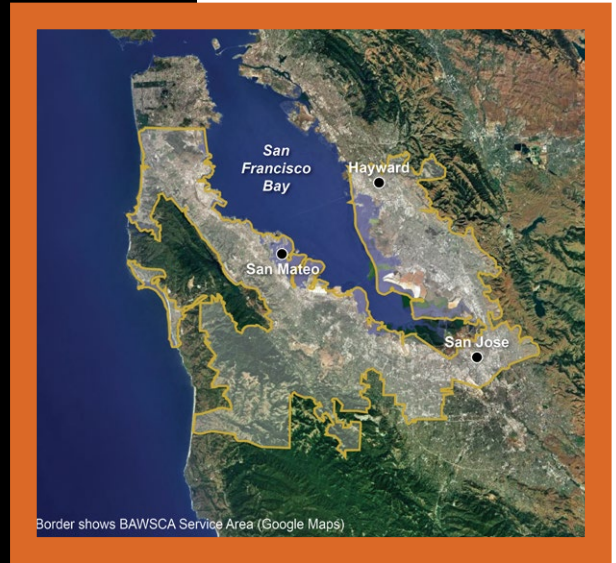 San
Francisco
Bay
Hayward
San Mateo
San Jose
Border shows BAWSCA Service Area (Google Maps)